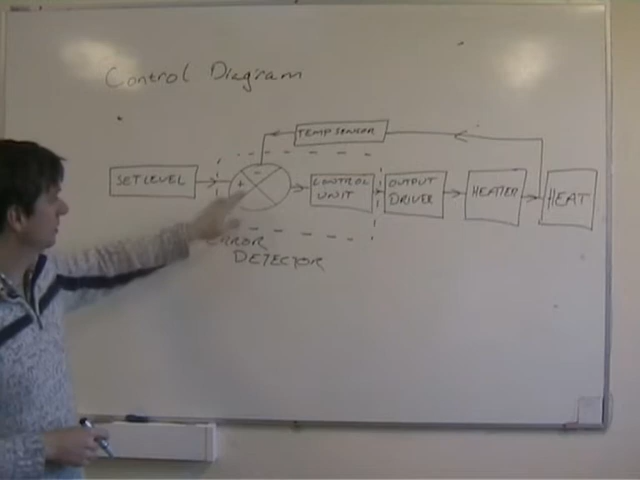 Control Diagram
TEMP SENSOR
SET LEVEL
+
-
CONTROL
UNIT
OUTPUT
DRIVER
HEATER
HEAT
ERROR
DETECTOR